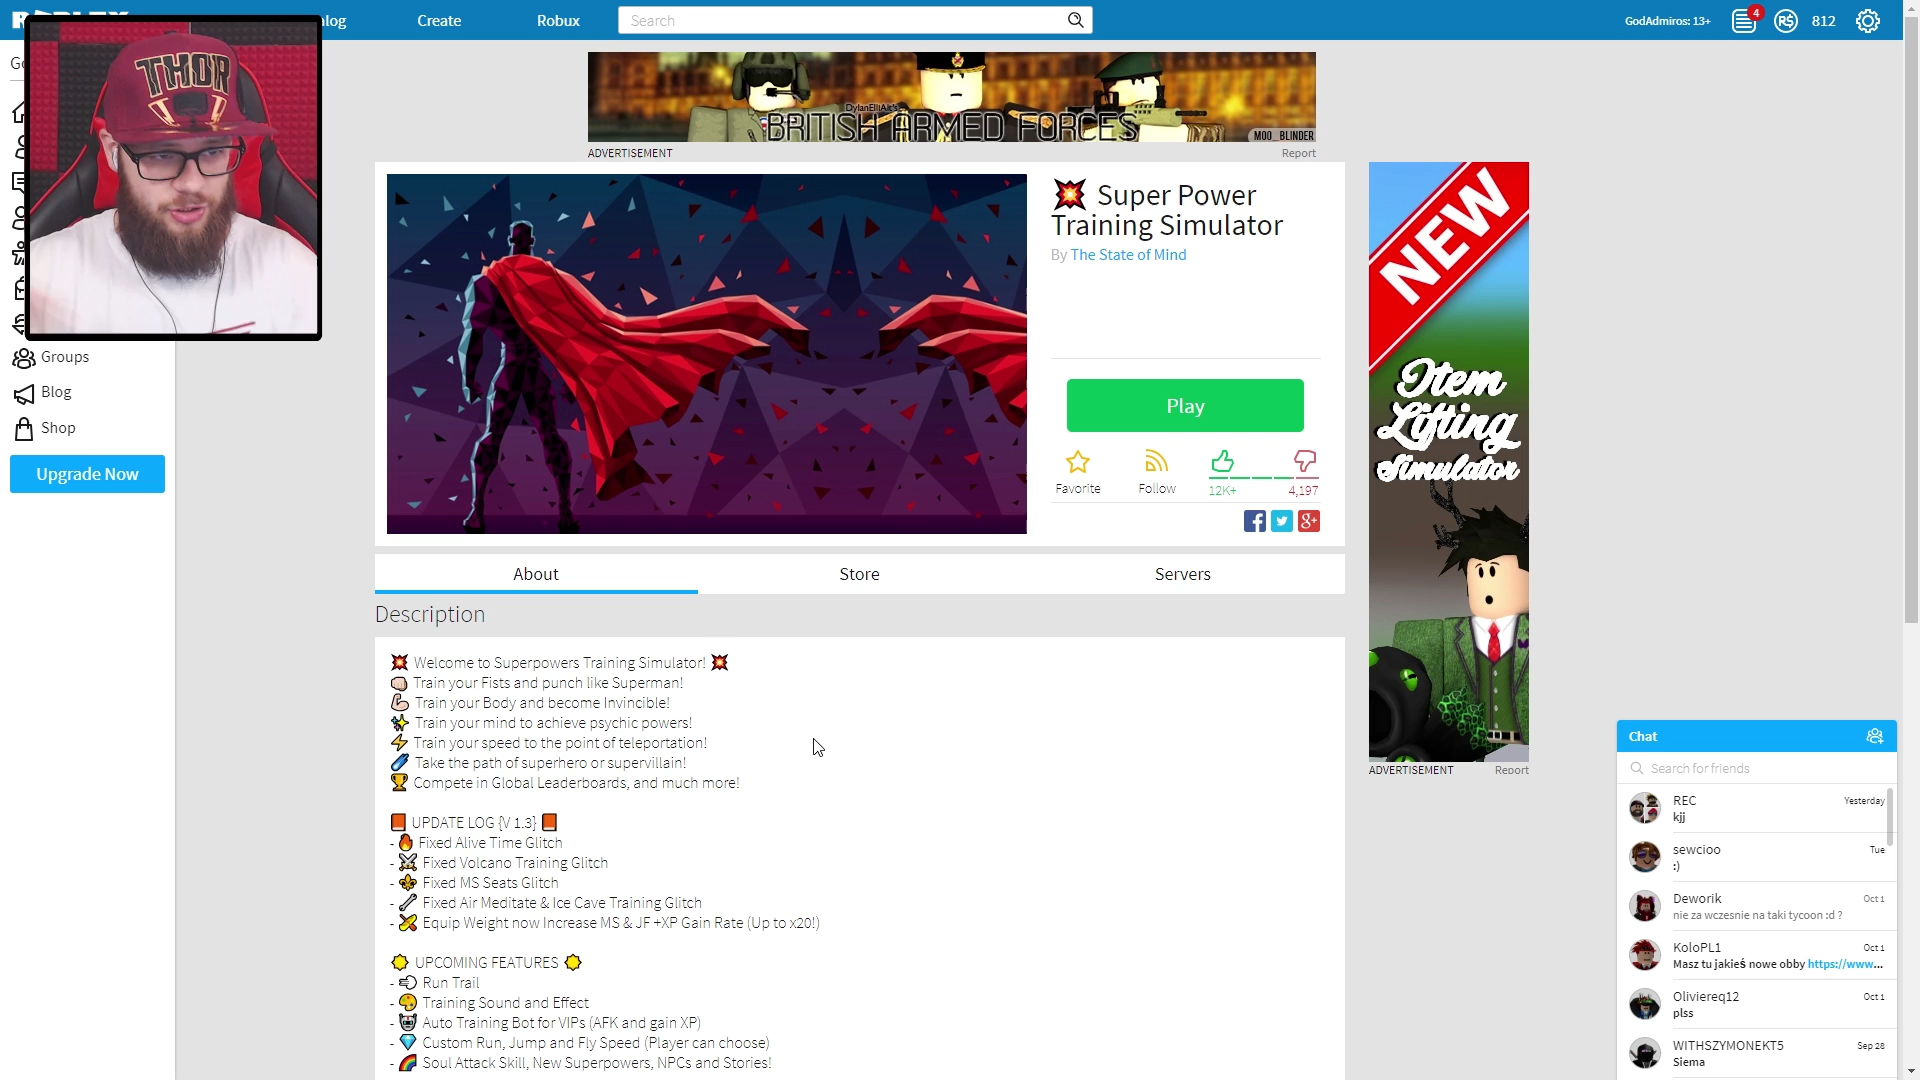 alog
Create
Robux
Search
GodAdmiros: 13+
4
R$
812
THOR
DylanEllAlt's
BRITISH ARMED FORCES
MOO_BLINDER
ADVERTISEMENT
Report
Groups
Blog
Shop
Upgrade Now
Super Power
Training Simulator
By The State of Mind
Play
Favorite
Follow
12K+
4,197
About
Store
Servers
Description
Welcome to Superpowers Training Simulator!
Train your Fists and punch like Superman!
Train your Body and become Invincible!
Train your mind to achieve psychic powers!
Train your speed to the point of teleportation!
Take the path of superhero or supervillain!
Compete in Global Leaderboards, and much more!
UPDATE LOG {V 1.3}
- Fixed Alive Time Glitch
- Fixed Volcano Training Glitch
- Fixed MS Seats Glitch
- Fixed Air Meditate & Ice Cave Training Glitch
- Equip Weight now Increase MS & JF +XP Gain Rate (Up to x20!)
UPCOMING FEATURES
- Run Trail
- Training Sound and Effect
- Auto Training Bot for VIPs (AFK and gain XP)
- Custom Run, Jump and Fly Speed (Player can choose)
- Soul Attack Skill, New Superpowers, NPCs and Stories!
NEW
Item
Lifting
Simulator
ADVERTISEMENT
Report
Chat
Search for friends
REC
Yesterday
kjj
sewcioo
Tue
:)
Deworik
Oct 1
nie za wczesnie na taki tycoon :d ?
KoloPL1
Oct 1
Masz tu jakieś nowe obby https://www...
Oliviereq12
Oct 1
plss
WITHSZYMONEKT5
Sep 28
Siema